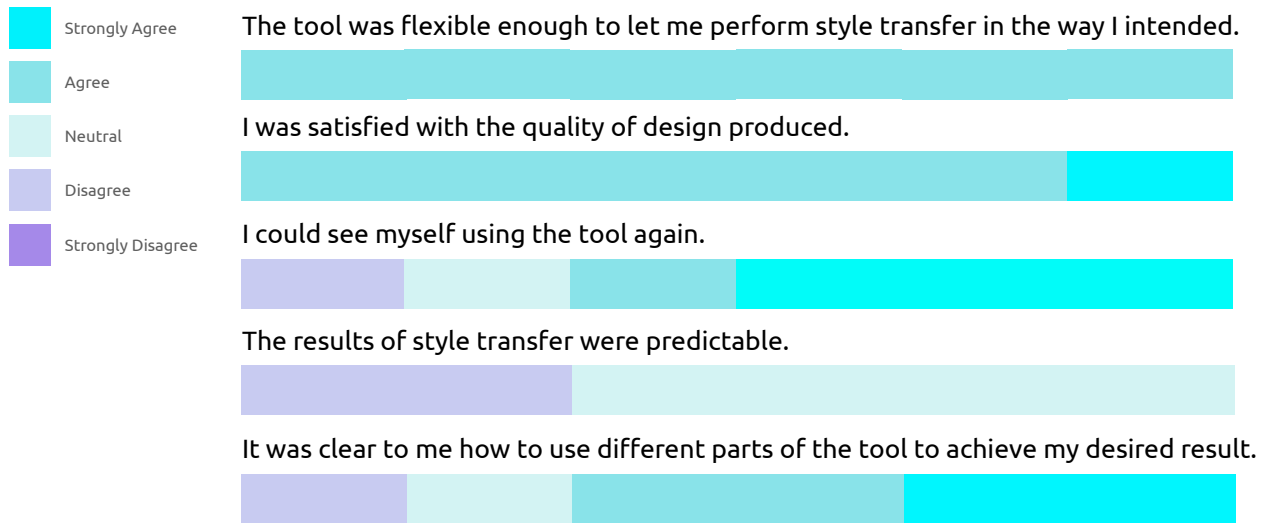 Strongly Agree
Agree
Neutral
Disagree
Strongly Disagree
The tool was flexible enough to let me perform style transfer in the way I intended.
I was satisfied with the quality of design produced.
I could see myself using the tool again.
The results of style transfer were predictable.
It was clear to me how to use different parts of the tool to achieve my desired result.